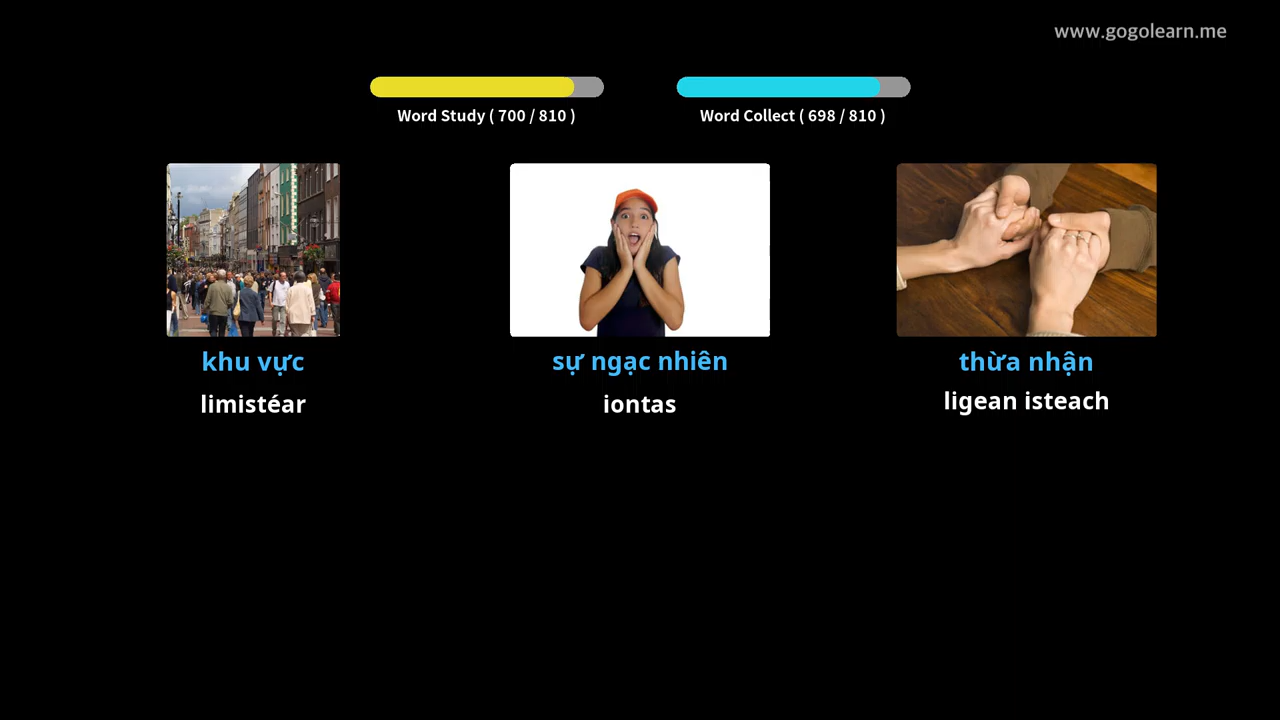 www.gogolearn.me
Word Study ( 700 / 810 )
Word Collect ( 698 / 810 )
khu vực
sự ngạc nhiên
thừa nhận
limistéar
iontas
ligean isteach